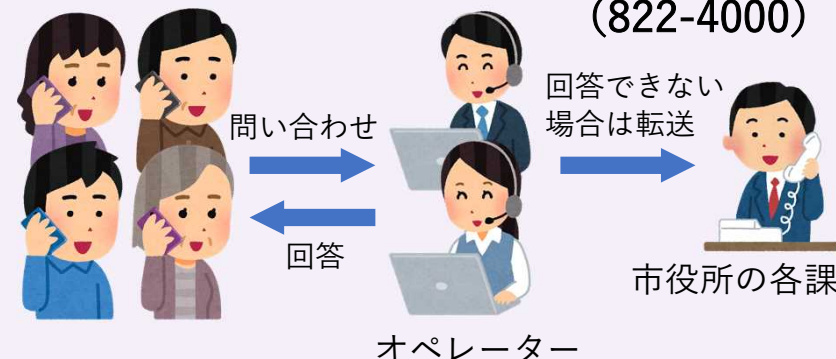 （822-4000）
問い合わせ
回答
回答できない
場合は転送
市役所の各課
オペレーター